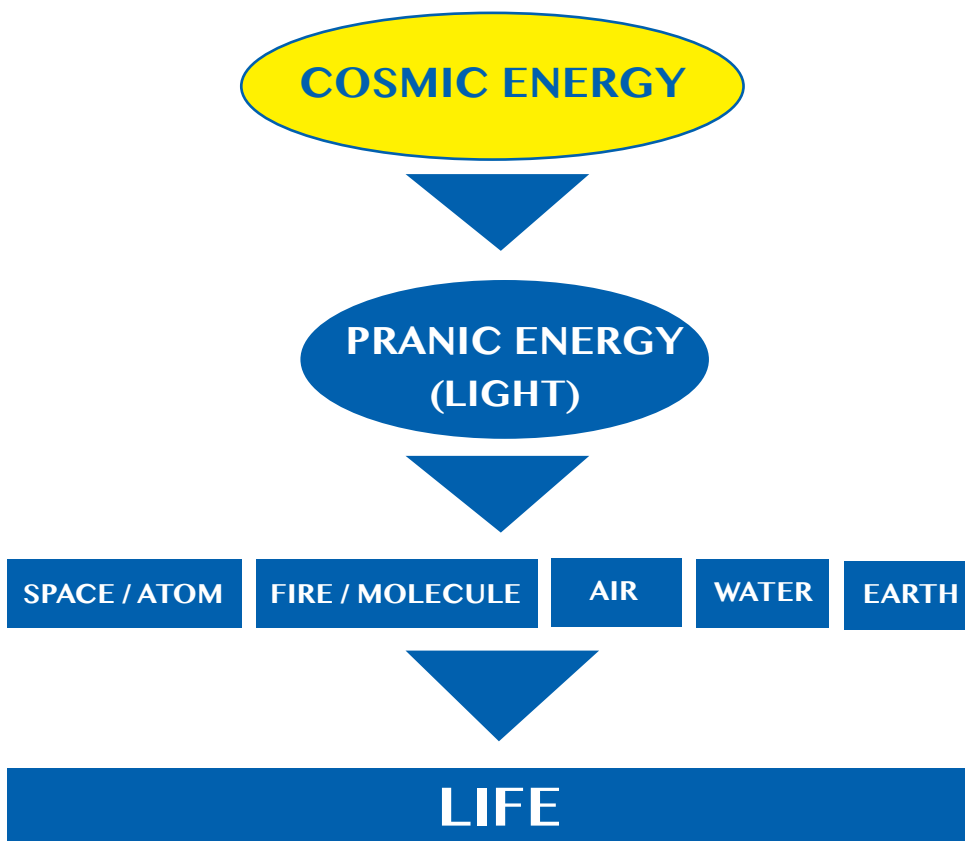 COSMIC ENERGY
PRANIC ENERGY
(LIGHT)
SPACE / ATOM
FIRE / MOLECULE
AIR
WATER
EARTH
LIFE